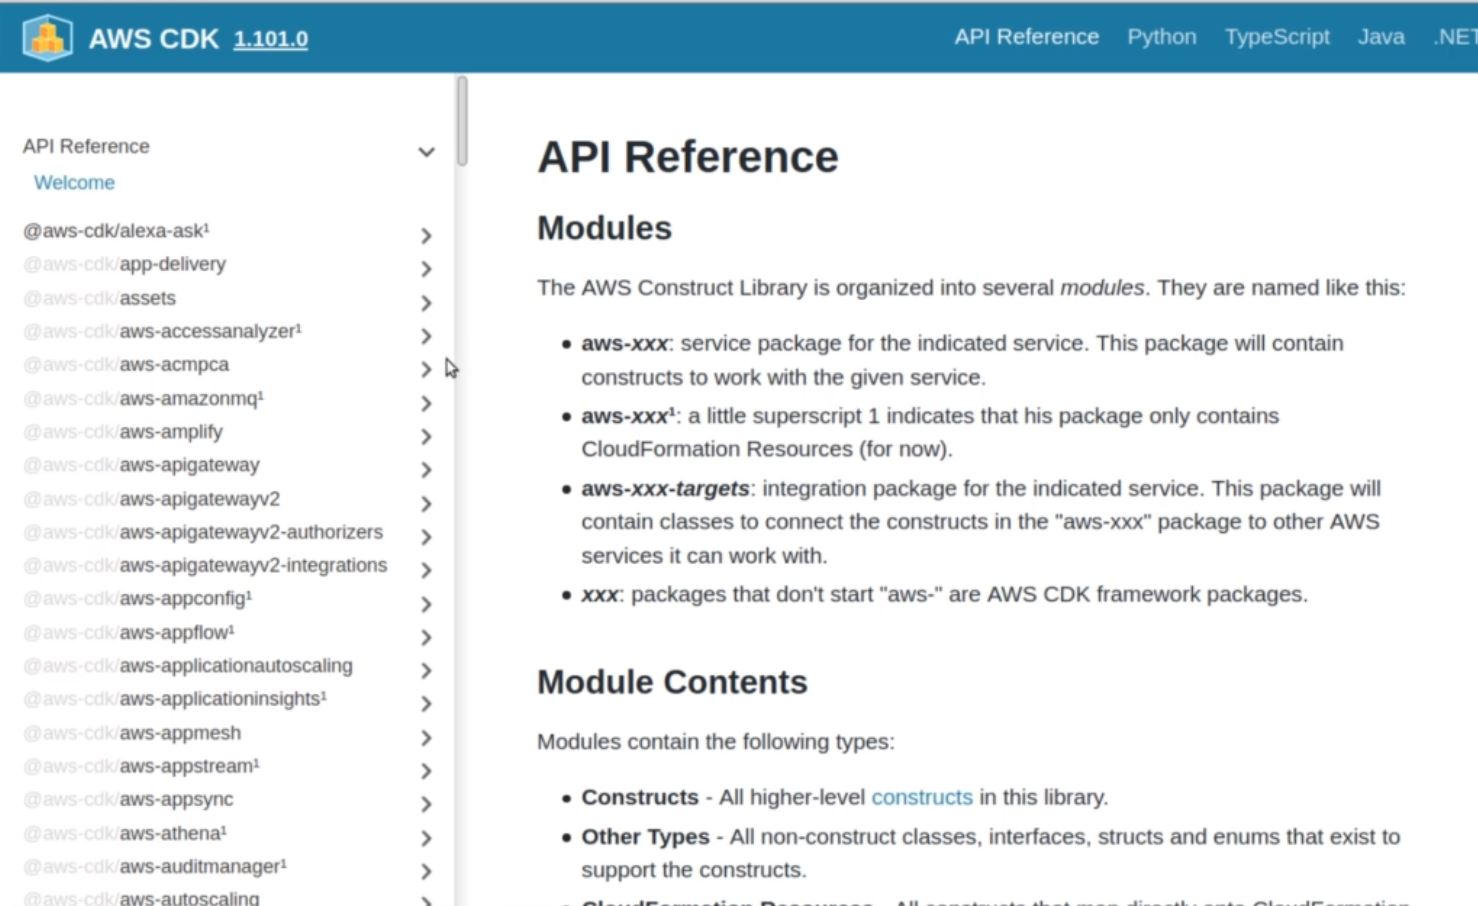 AWS CDK 1.101.0
API Reference Python TypeScript Java .NET
API Reference
Welcome
@aws-cdk/alexa-ask¹
@aws-cdk/app-delivery
@aws-cdk/assets
@aws-cdk/aws-accessanalyzer¹
@aws-cdk/aws-acmpca
@aws-cdk/aws-amazonmq¹
@aws-cdk/aws-amplify
@aws-cdk/aws-apigateway
@aws-cdk/aws-apigatewayv2
@aws-cdk/aws-apigatewayv2-authorizers
@aws-cdk/aws-apigatewayv2-integrations
@aws-cdk/aws-appconfig¹
@aws-cdk/aws-appflow¹
@aws-cdk/aws-applicationautoscaling
@aws-cdk/aws-applicationinsights¹
@aws-cdk/aws-appmesh
@aws-cdk/aws-appstream¹
@aws-cdk/aws-appsync
@aws-cdk/aws-athena¹
@aws-cdk/aws-auditmanager¹
@aws-cdk/aws-autoscaling
API Reference
Modules
The AWS Construct Library is organized into several modules. They are named like this:
• aws-xxx: service package for the indicated service. This package will contain
constructs to work with the given service.
• aws-xxx¹: a little superscript 1 indicates that his package only contains
CloudFormation Resources (for now).
• aws-xxx-targets: integration package for the indicated service. This package will
contain classes to connect the constructs in the "aws-xxx" package to other AWS
services it can work with.
• xxx: packages that don't start "aws-" are AWS CDK framework packages.
Module Contents
Modules contain the following types:
• Constructs - All higher-level constructs in this library.
• Other Types - All non-construct classes, interfaces, structs and enums that exist to
support the constructs.
• CloudFormation Resources - All constructs that map directly onto CloudFormation